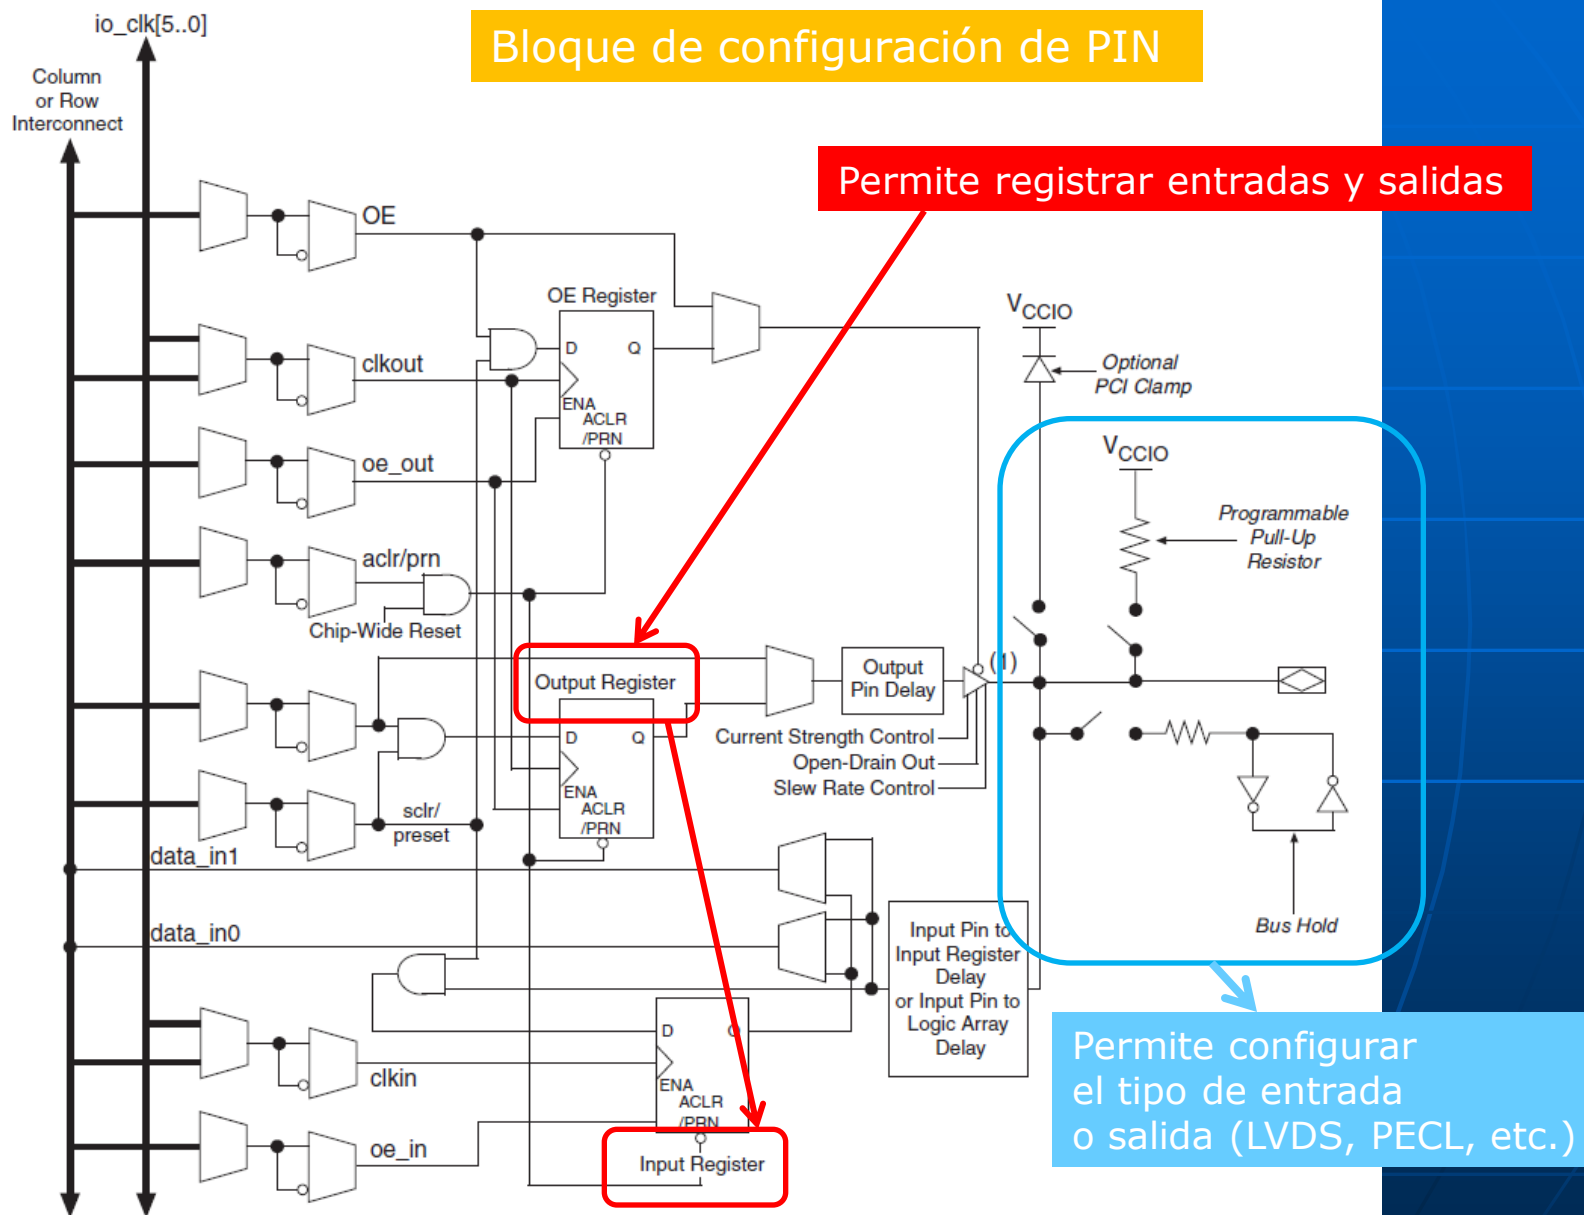 io_clk[5..0]
Bloque de configuración de PIN
Column
or Row
Interconnect
Permite registrar entradas y salidas
OE
OE Register
D
Q
ENA
ACLR
/PRN
clkout
oe_out
aclr/prn
Chip-Wide Reset
VCCIO
Optional
PCI Clamp
VCCIO
Programmable
Pull-Up
Resistor
Output Register
D
Q
ENA
ACLR
/PRN
Output
Pin Delay
(1)
Current Strength Control
Open-Drain Out
Slew Rate Control
sclr/
preset
data_in1
data_in0
Input Pin to
Input Register
Delay
or Input Pin to
Logic Array
Delay
Bus Hold
D
Q
ENA
ACLR
/PRN
clkin
oe_in
Input Register
Permite configurar
el tipo de entrada
o salida (LVDS, PECL, etc.)